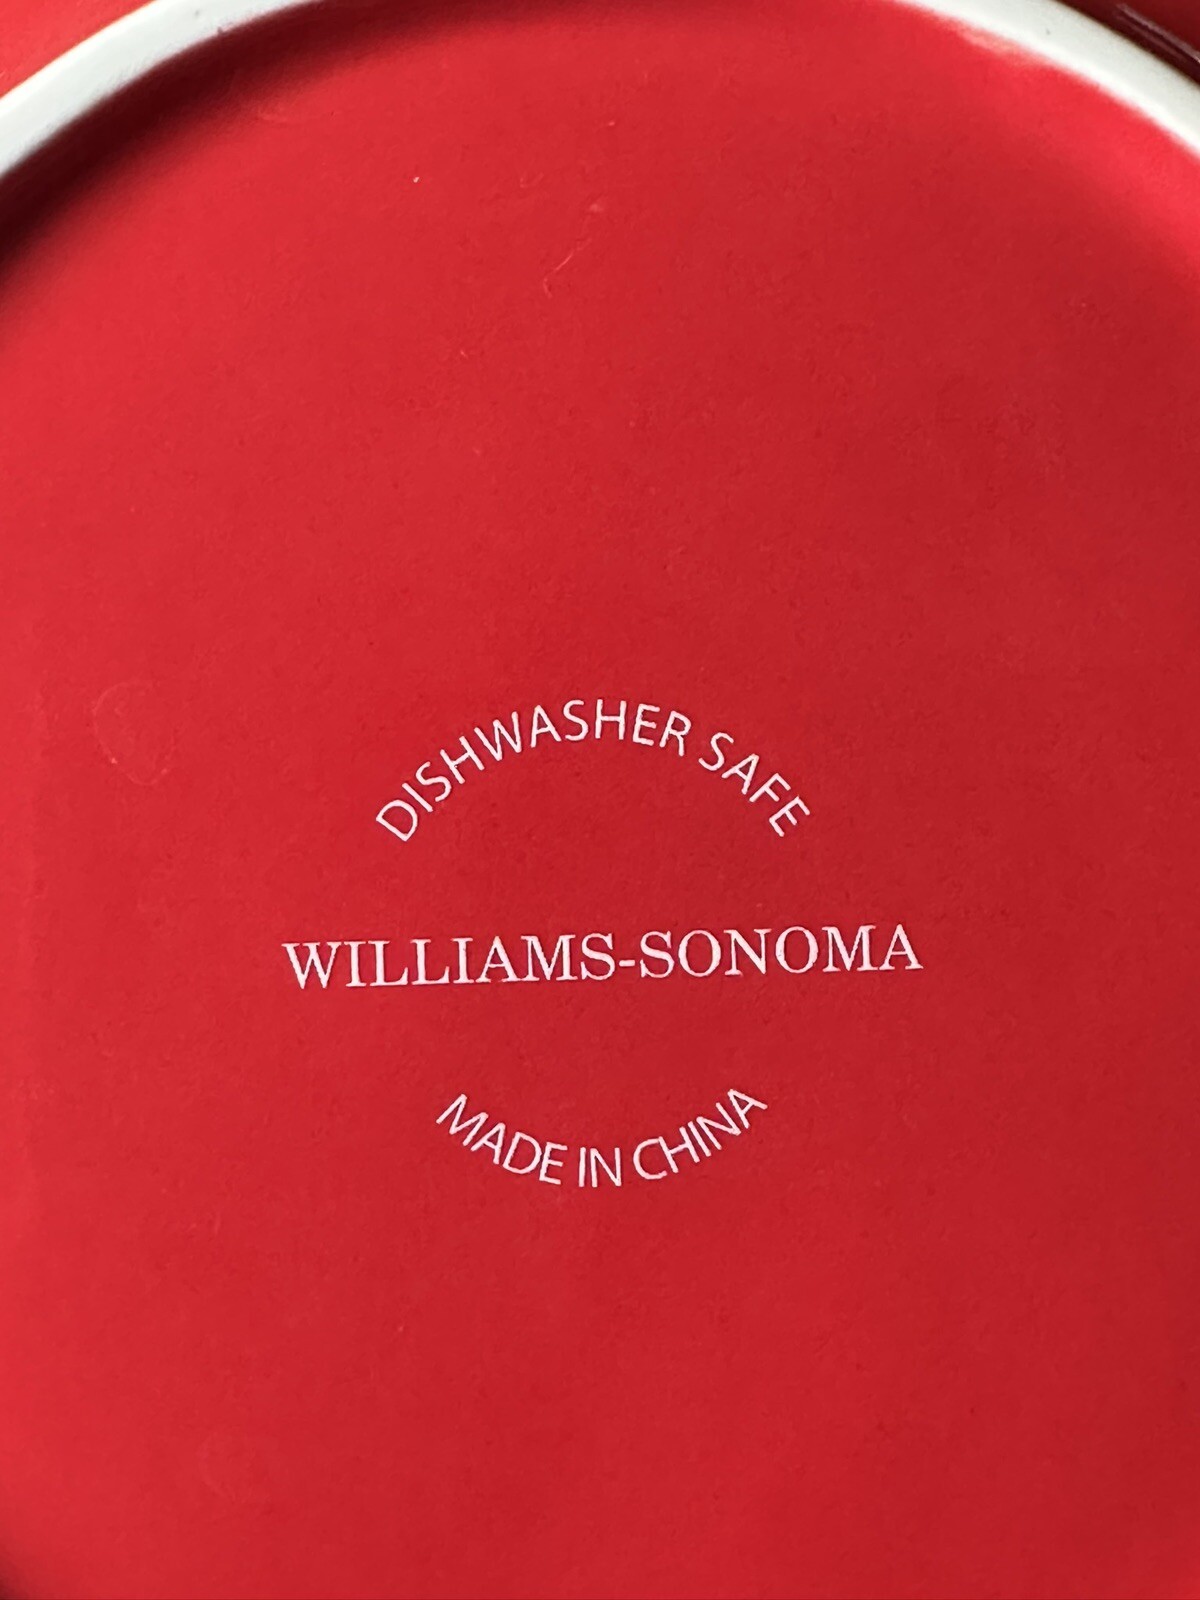 DISHWASHER SAFE
WILLIAMS-SONOMA
MADE IN CHINA